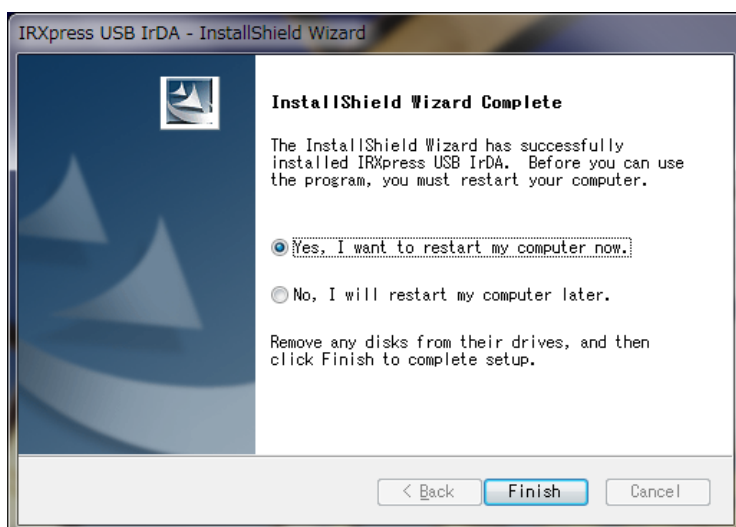 IRXpress USB IrDA - InstallShield Wizard
InstallShield Wizard Complete
The InstallShield Wizard has successfully
installed IRXpress USB IrDA.  Before you can use
the program, you must restart your computer.
Yes, I want to restart my computer now.
No, I will restart my computer later.
Remove any disks from their drives, and then
click Finish to complete setup.
< Back
Finish
Cancel